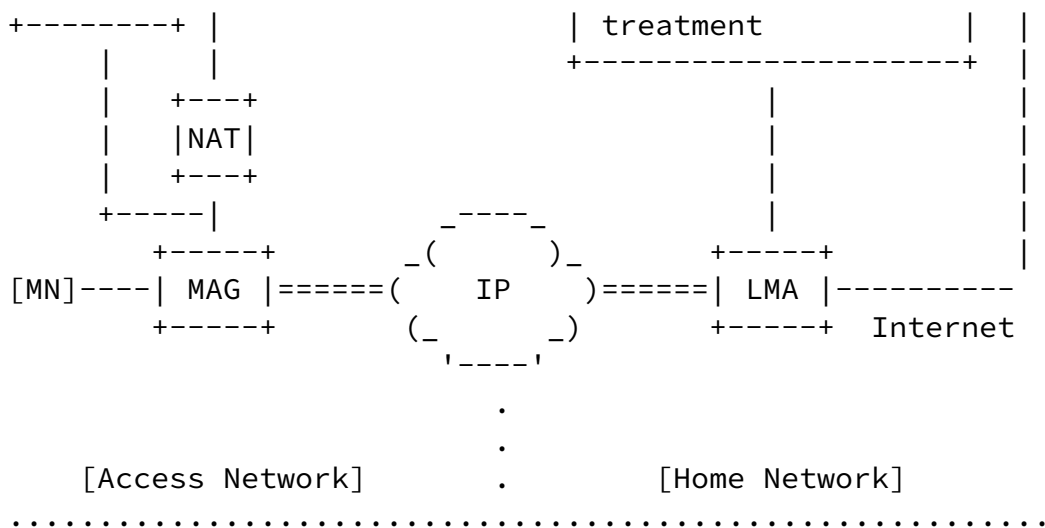 +--------+ |                    | treatment           |  |
     |     |                    +---------------------+  |
     |   +---+                             |             |
     |   |NAT|                             |             |
     |   +---+                             |             |
     +-----|            _----_             |             |
        +-----+       _(      )_        +-----+          |
[MN]----| MAG |======(    IP    )======| LMA |----------
        +-----+       (_      _)        +-----+  Internet
                        '----'
                           .
                           .
    [Access Network]       .        [Home Network]
..........................................................